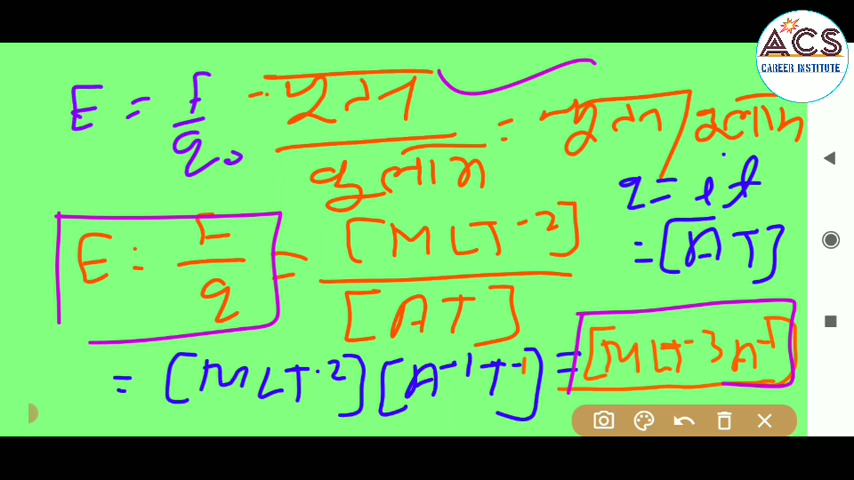 ACS
CAREER INSTITUTE
E = F/q₀ = न्यूटन/कुलॉम = न्यूटन/कुलॉम
q = it
= [AT]
E = F/q = [MLT⁻²]/[AT]
= [MLT⁻²][A⁻¹T⁻¹] = [MLT⁻³A⁻¹]